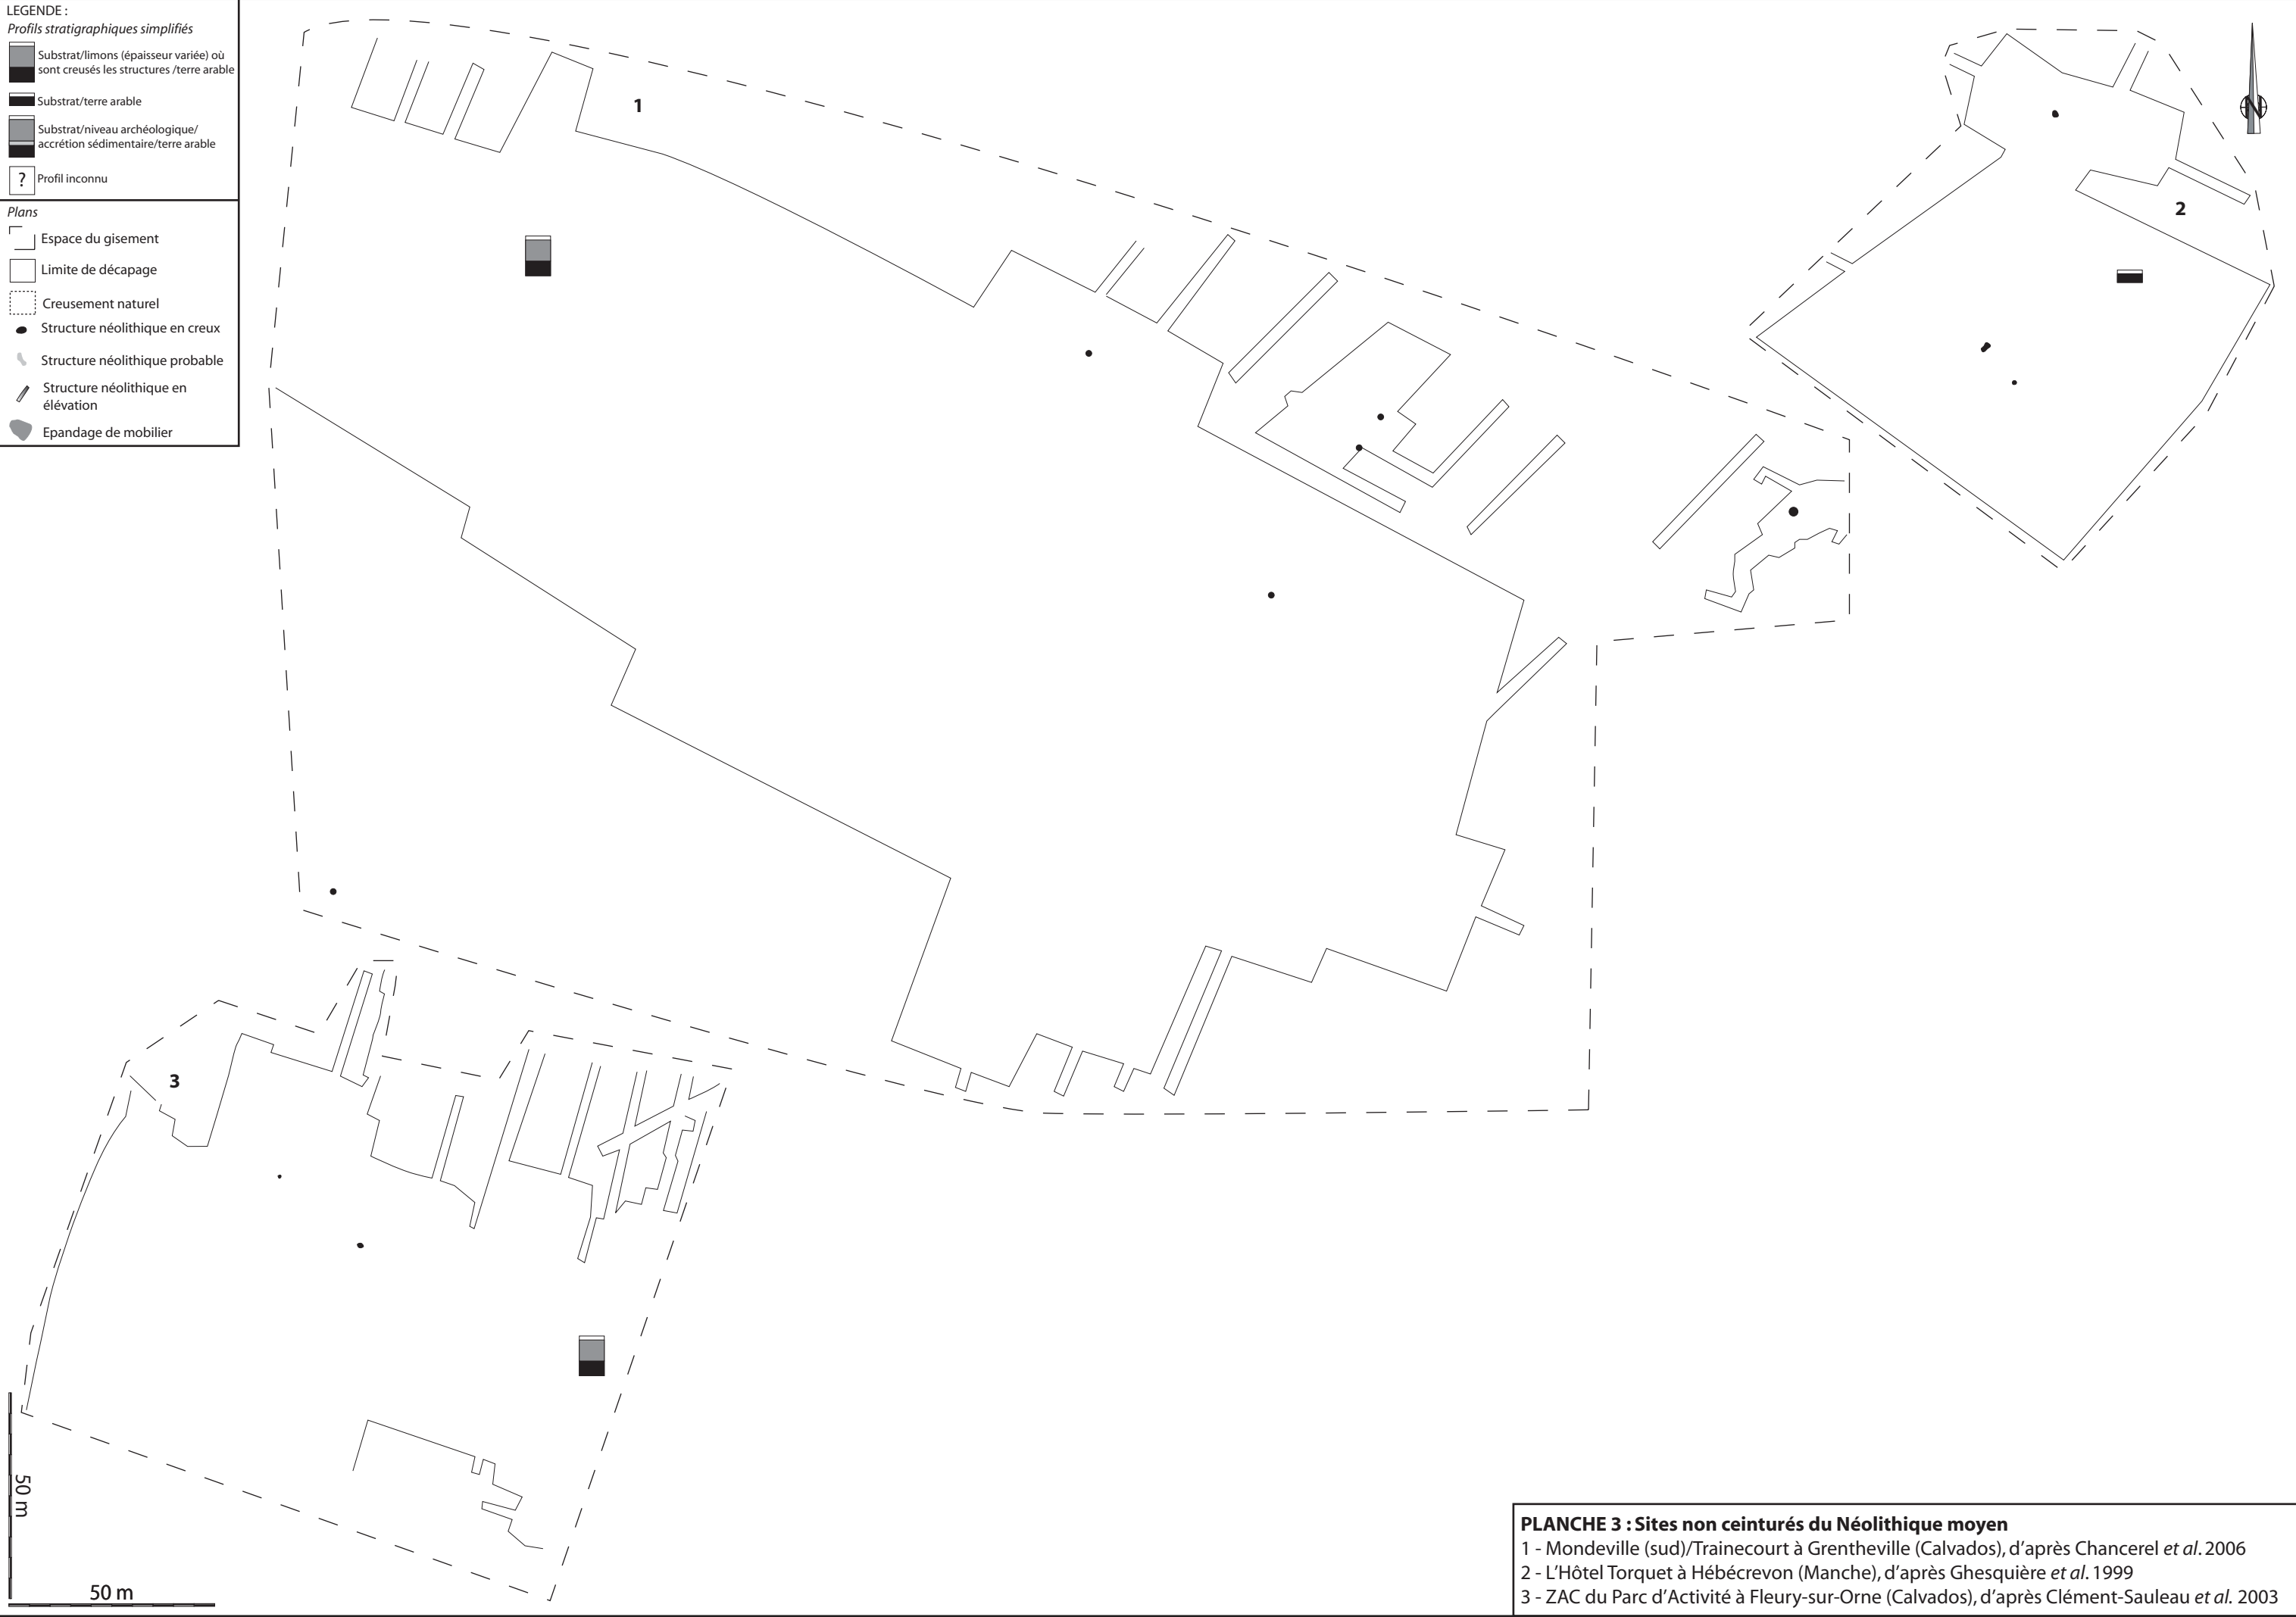 LEGENDE :
Profils stratigraphiques simplifiés
Substrat/limons (épaisseur variée) où
sont creusés les structures /terre arable
Substrat/terre arable
Substrat/niveau archéologique/
accrétion sédimentaire/terre arable
?
Profil inconnu
Plans
Espace du gisement
Limite de décapage
Creusement naturel
Structure néolithique en creux
Structure néolithique probable
Structure néolithique en
élévation
Epandage de mobilier
1
2
N
3
50 m
50 m
PLANCHE 3 : Sites non ceinturés du Néolithique moyen
1 - Mondeville (sud)/Trainecourt à Grentheville (Calvados), d'après Chancerel et al. 2006
2 - L'Hôtel Torquet à Hébécrevon (Manche), d'après Ghesquière et al. 1999
3 - ZAC du Parc d'Activité à Fleury-sur-Orne (Calvados), d'après Clément-Sauleau et al. 2003